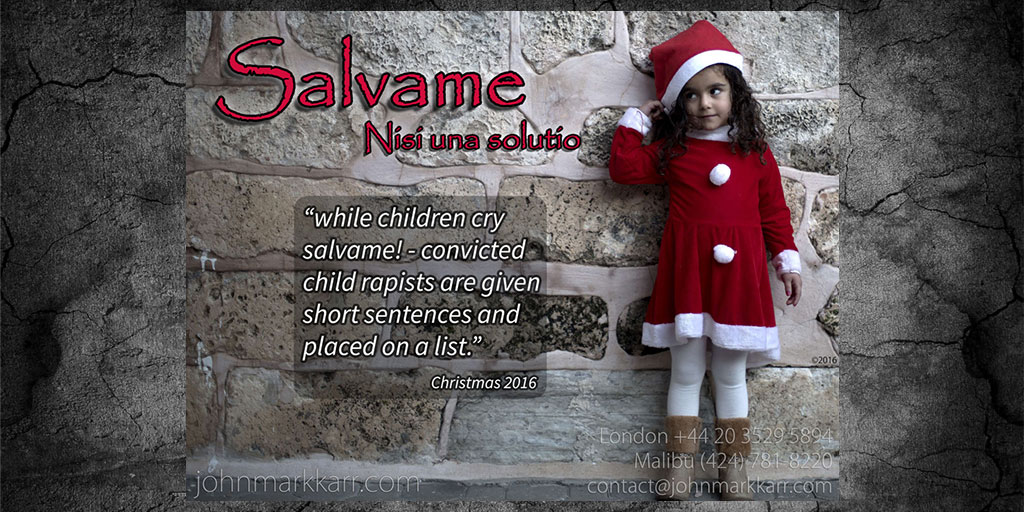 Salvame
Nisi una solutio
“while children cry
salvame! - convicted
child rapists are given
short sentences and
placed on a list.”
Christmas 2016
©2016
London +44 20 3529 5894
Malibu (424) 781-8220
johnmarkkarr.com
contact@johnmarkkarr.com